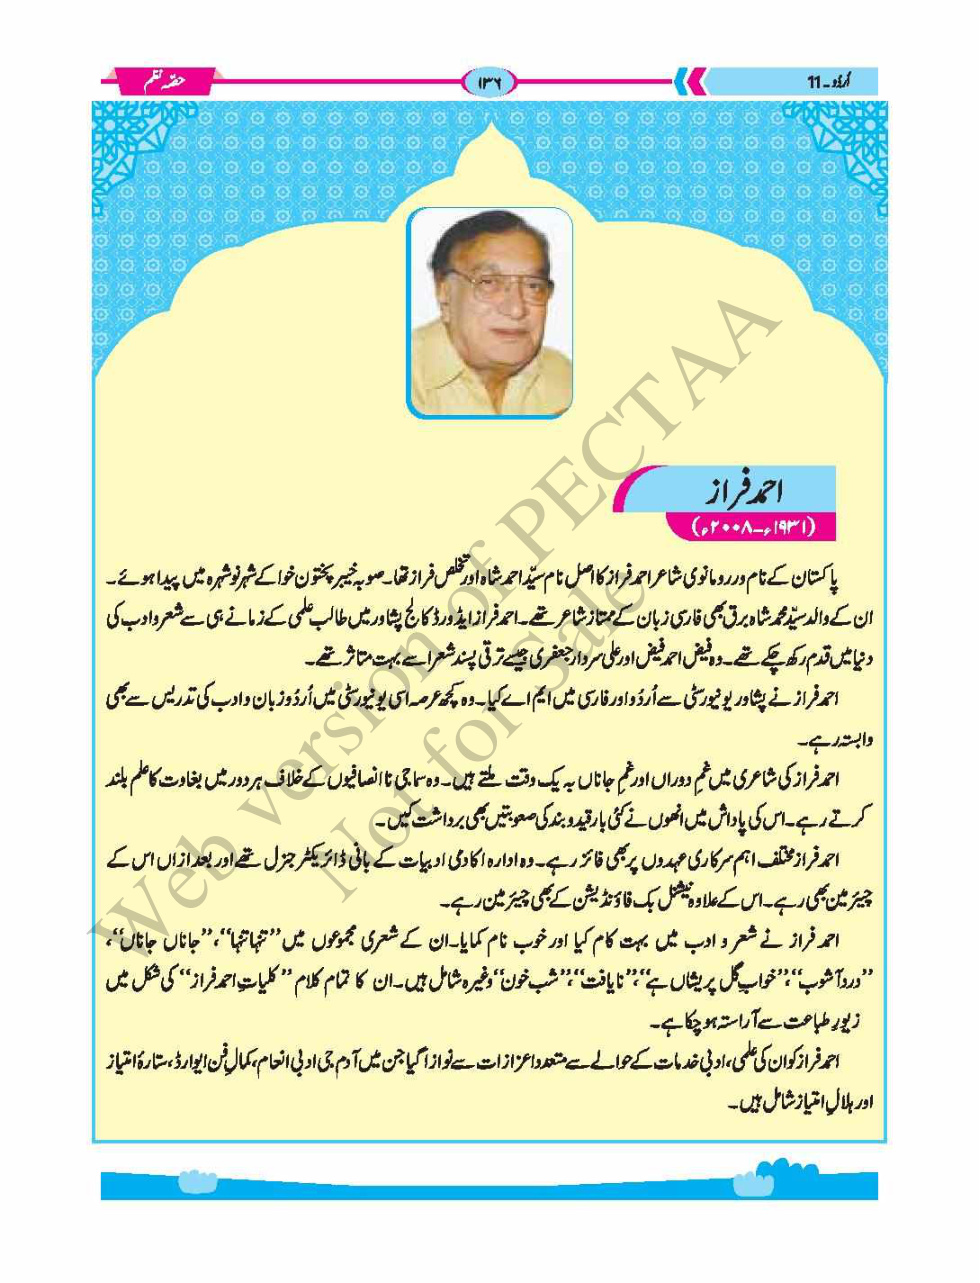 اُردُو۔11
۱۳۶
حصّہ نظم
احمد فراز
(۱۹۳۱ء–۲۰۰۸ء)
پاکستان کے نام ور رومانوی شاعر احمد فراز کا اصل نام سیّد احمد شاہ اور تخلص فراز تھا۔ صوبہ خیبر پختون خوا کے شہر نوشہرہ میں پیدا ہوئے۔
ان کے والد سیّد محمد شاہ برق بھی فارسی زبان کے ممتاز شاعر تھے۔ احمد فراز ایڈورڈ کالج پشاور میں طالب علمی کے زمانے ہی سے شعر و ادب کی
دنیا میں قدم رکھ چکے تھے۔ وہ فیض احمد فیض اور علی سردار جعفری جیسے ترقی پسند شعرا سے بہت متاثر تھے۔
احمد فراز نے پشاور یونیورسٹی سے اُردُو اور فارسی میں ایم اے کیا۔ وہ کچھ عرصہ اسی یونیورسٹی میں اُردُو زبان و ادب کی تدریس سے بھی
وابستہ رہے۔
احمد فراز کی شاعری میں غمِ دوراں اور غمِ جاناں بہ یک وقت ملتے ہیں۔ وہ سماجی ناانصافیوں کے خلاف ہر دور میں بغاوت کا علم بلند
کرتے رہے۔ اس کی پاداش میں انھوں نے کئی بار قید و بند کی صعوبتیں بھی برداشت کیں۔
احمد فراز مختلف اہم سرکاری عہدوں پر بھی فائز رہے۔ وہ ادارہ اکادمی ادبیات کے بانی ڈائریکٹر جنرل تھے اور بعد ازاں اس کے
چیئرمین بھی رہے۔ اس کے علاوہ نیشنل بک فاؤنڈیشن کے بھی چیئرمین رہے۔
احمد فراز نے شعر و ادب میں بہت کام کیا اور خوب نام کمایا۔ ان کے شعری مجموعوں میں ”تنہا تنہا“، ”جاناں جاناں“،
”درد آشوب“، ”خوابِ گل پریشاں ہے“، ”نایافت“، ”شب خون“ وغیرہ شامل ہیں۔ ان کا تمام کلام ”کلیاتِ احمد فراز“ کی شکل میں
زیورِ طباعت سے آراستہ ہو چکا ہے۔
احمد فراز کو ان کی علمی، ادبی خدمات کے حوالے سے متعدد اعزازات سے نوازا گیا جن میں آدم جی ادبی انعام، کمالِ فن ایوارڈ، ستارۂ امتیاز
اور ہلالِ امتیاز شامل ہیں۔
Web version of PECTAA
Not for Sale